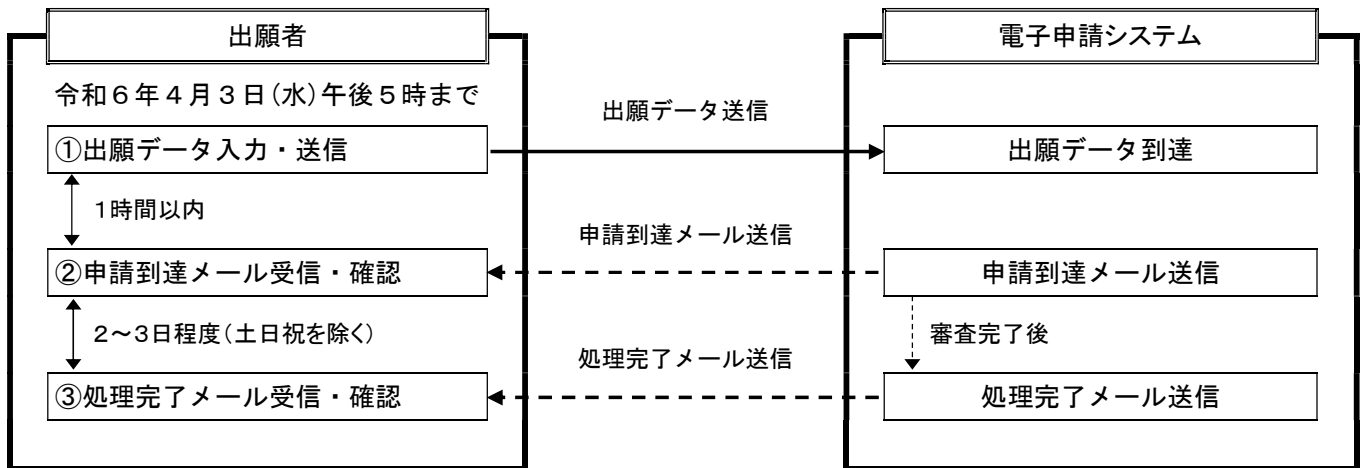 出願者
電子申請システム
令和６年４月３日(水)午後５時まで
出願データ送信
①出願データ入力・送信
出願データ到達
１時間以内
申請到達メール送信
②申請到達メール受信・確認
申請到達メール送信
２～３日程度(土日祝を除く)
審査完了後
処理完了メール送信
③処理完了メール受信・確認
処理完了メール送信